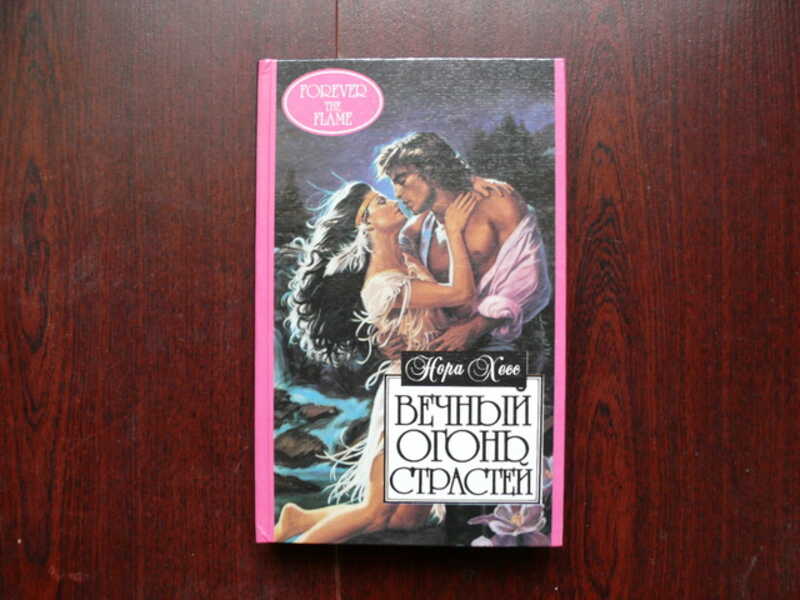 FOREVER
THE
FLAME
Нора Хесс
ВЕЧНЫЙ
ОГОНЬ
СТРАСТЕЙ